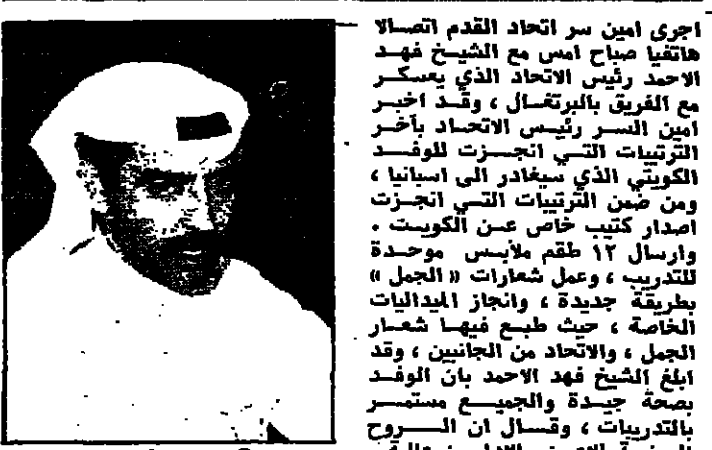 اجرى امين سر اتحاد القدم اتصالا
هاتفيا صباح امس مع الشيخ فهد
الاحمد رئيس الاتحاد الذي يعسكر
مع الفريق بالبرتغال ، وقد اخبر
امين السر رئيس الاتحاد بآخر
الترتيبات التي انجزت للوفد
الكويتي الذي سيغادر الى اسبانيا ،
ومن ضمن الترتيبات التي انجزت
اصدار كتيب خاص عن الكويت .
وارسال ١٢ طقم ملابس موحدة
للتدريب ، وعمل شعارات « الجمل »
بطريقة جديدة ، وانجاز الميداليات
الخاصة ، حيث طبع فيها شعار
الجمل ، والاتحاد من الجانبين ، وقد
ابلغ الشيخ فهد الاحمد بان الوفد
بصحة جيدة والجميع مستمر
بالتدريبات ، وقال ان الروح